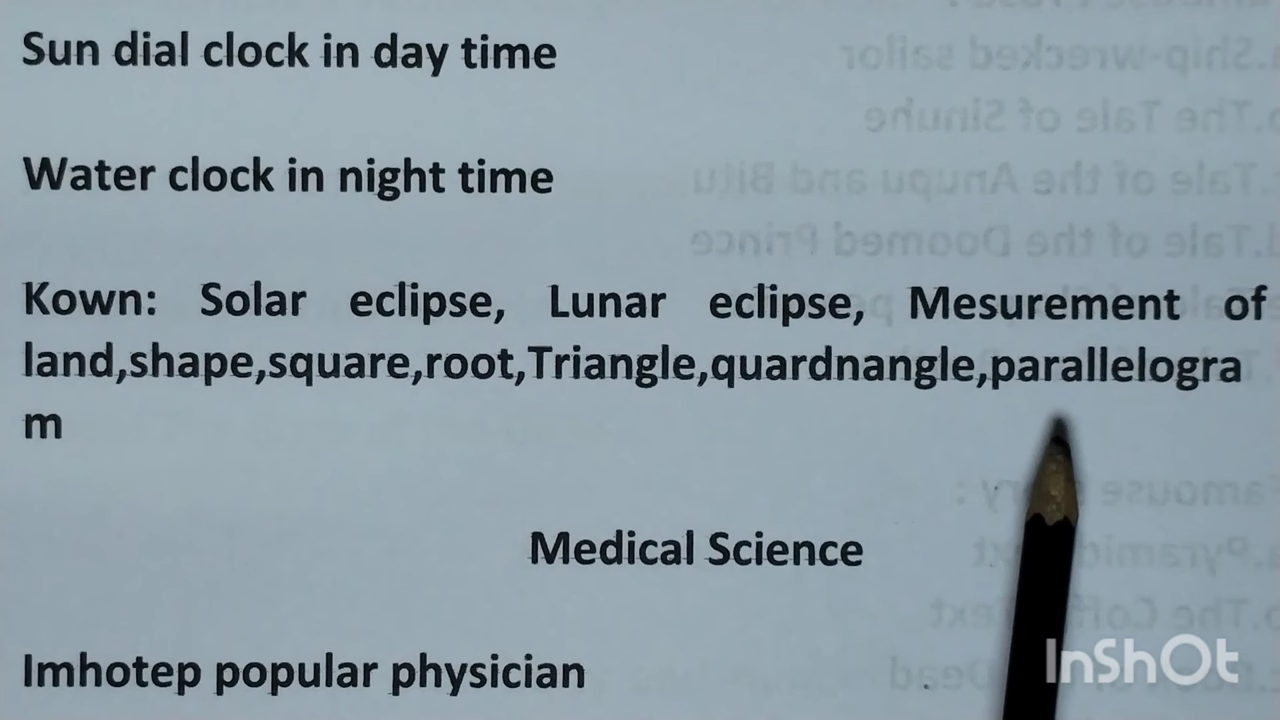 Sun dial clock in day time
Water clock in night time
Kown: Solar eclipse, Lunar eclipse, Mesurement of
land,shape,square,root,Triangle,quardnangle,parallelogra
m
Medical Science
Imhotep popular physician
InShOt